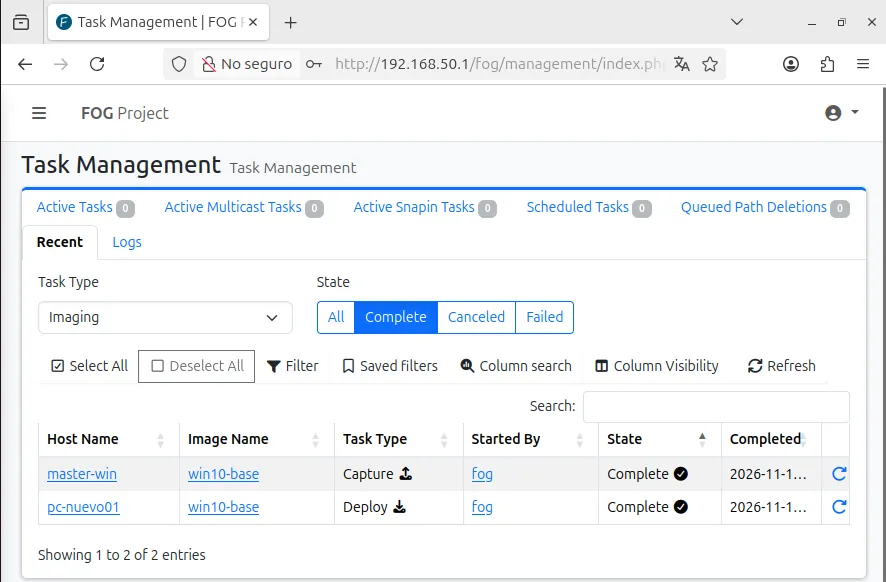 Task Management | FOG
No seguro
http://192.168.50.1/fog/management/index.ph
FOG Project
Task Management Task Management
Active Tasks 0 Active Multicast Tasks 0 Active Snapin Tasks 0 Scheduled Tasks 0 Queued Path Deletions 0
Recent Logs
Task Type State
Imaging All Complete Canceled Failed
Select All Deselect All Filter Saved filters Column search Column Visibility Refresh
Search:
Host Name Image Name Task Type Started By State Completed
master-win win10-base Capture fog Complete 2026-11-1...
pc-nuevo01 win10-base Deploy fog Complete 2026-11-1...
Showing 1 to 2 of 2 entries